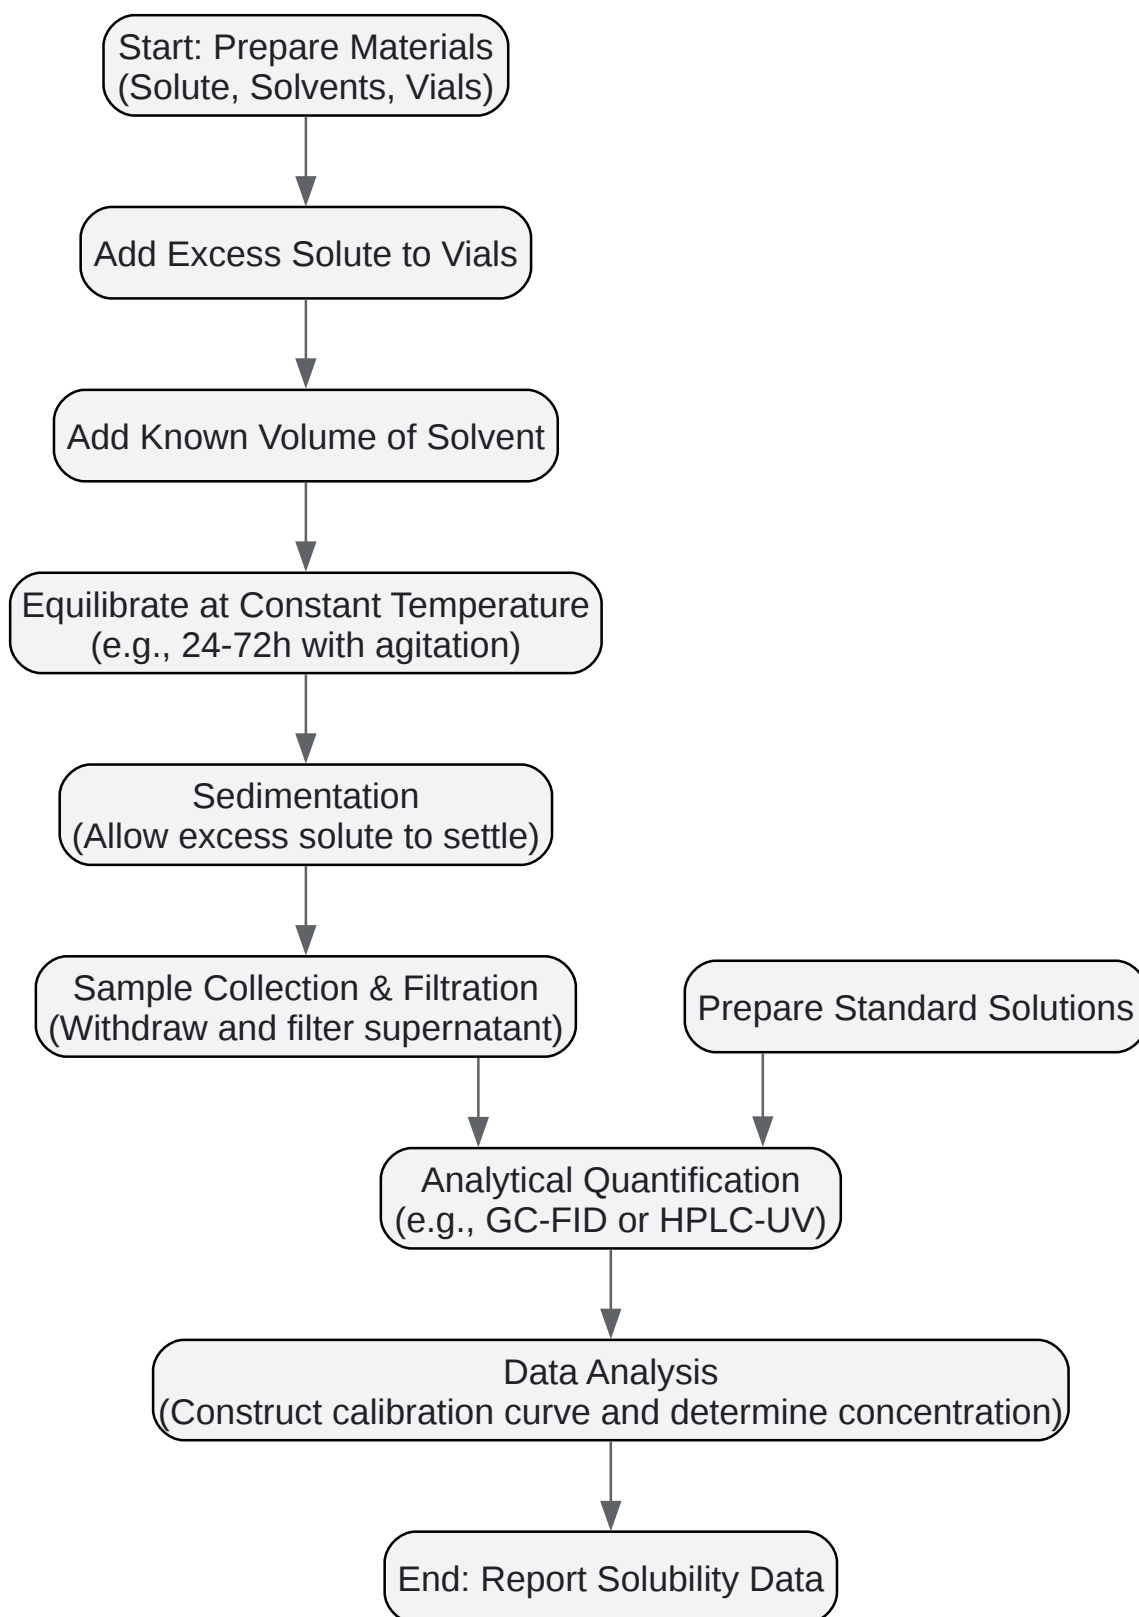 Start: Prepare Materials
(Solute, Solvents, Vials)
Add Excess Solute to Vials
Add Known Volume of Solvent
Equilibrate at Constant Temperature
(e.g., 24-72h with agitation)
Sedimentation
(Allow excess solute to settle)
Sample Collection & Filtration
(Withdraw and filter supernatant)
Prepare Standard Solutions
Analytical Quantification
(e.g., GC-FID or HPLC-UV)
Data Analysis
(Construct calibration curve and determine concentration)
End: Report Solubility Data